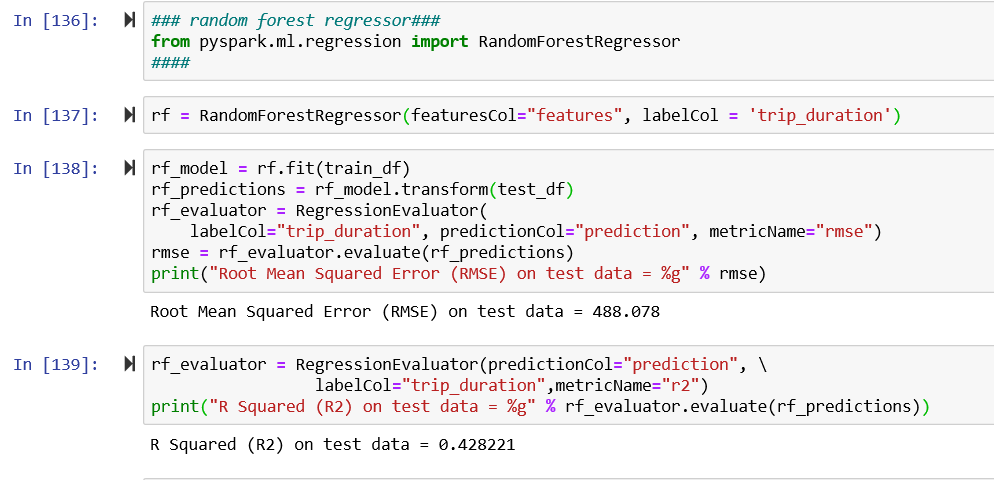 In [136]: ### random forest regressor###
from pyspark.ml.regression import RandomForestRegressor
####
In [137]: rf = RandomForestRegressor(featuresCol="features", labelCol = 'trip_duration')
In [138]: rf_model = rf.fit(train_df)
rf_predictions = rf_model.transform(test_df)
rf_evaluator = RegressionEvaluator(
    labelCol="trip_duration", predictionCol="prediction", metricName="rmse")
rmse = rf_evaluator.evaluate(rf_predictions)
print("Root Mean Squared Error (RMSE) on test data = %g" % rmse)
Root Mean Squared Error (RMSE) on test data = 488.078
In [139]: rf_evaluator = RegressionEvaluator(predictionCol="prediction", \
                 labelCol="trip_duration",metricName="r2")
print("R Squared (R2) on test data = %g" % rf_evaluator.evaluate(rf_predictions))
R Squared (R2) on test data = 0.428221